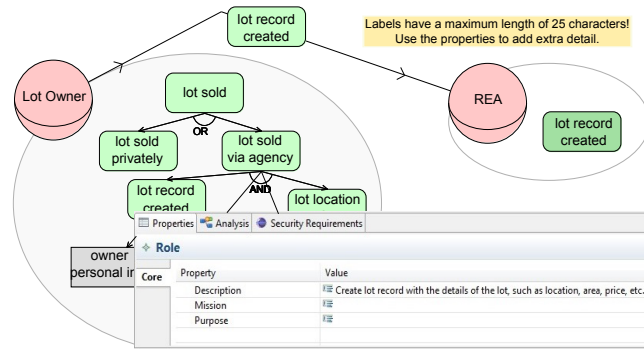 lot record
created
Labels have a maximum length of 25 characters!
Use the properties to add extra detail.
Lot Owner
lot sold
REA
OR
lot record
created
lot sold
privately
lot sold
via agency
AND
lot record
created
lot location
Properties
Analysis
Security Requirements
Role
owner
personal in
Core
Property
Value
Description
Create lot record with the details of the lot, such as location, area, price, etc.
Mission
Purpose